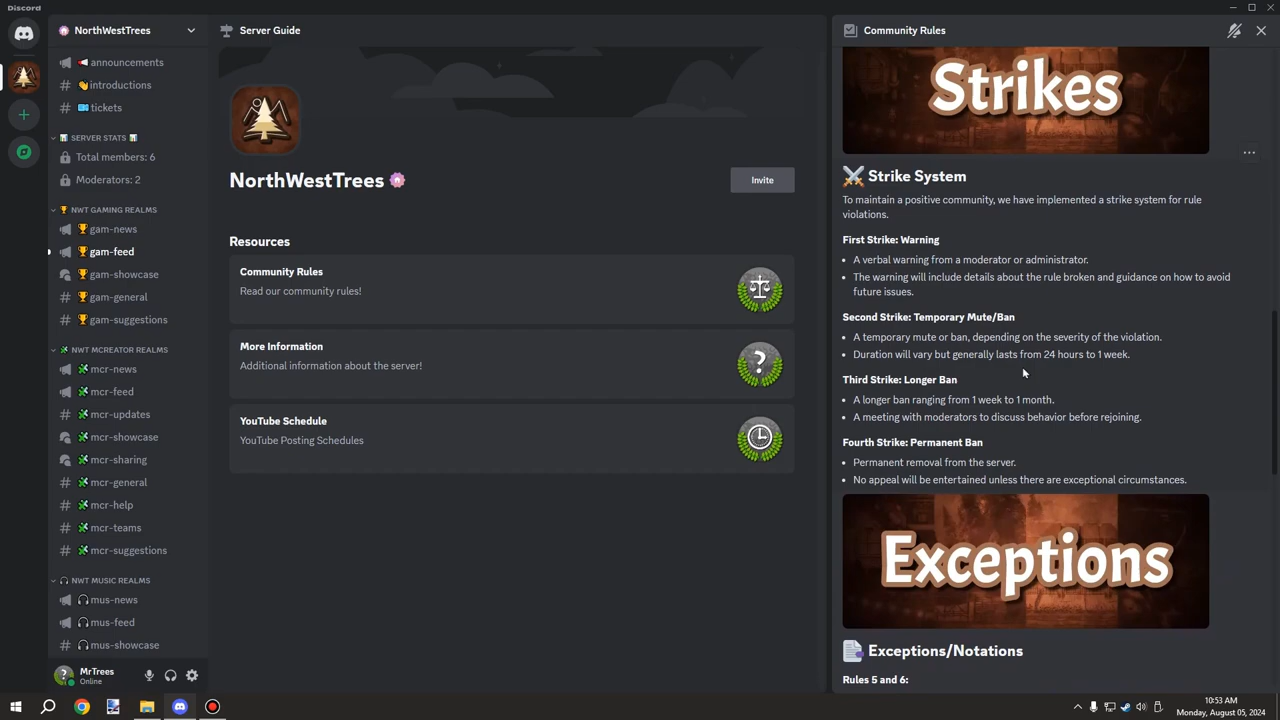 Discord
NorthWestTrees
announcements
introductions
tickets
SERVER STATS
Total members: 6
Moderators: 2
NWT GAMING REALMS
gam-news
gam-feed
gam-showcase
gam-general
gam-suggestions
NWT MCREATOR REALMS
mcr-news
mcr-feed
mcr-updates
mcr-showcase
mcr-sharing
mcr-general
mcr-help
mcr-teams
mcr-suggestions
NWT MUSIC REALMS
mus-news
mus-feed
mus-showcase
MrTrees
Online
Server Guide
NorthWestTrees
Invite
Resources
Community Rules
Read our community rules!
More Information
Additional information about the server!
?
YouTube Schedule
YouTube Posting Schedules
Community Rules
Strikes
Strike System
To maintain a positive community, we have implemented a strike system for rule
violations.
First Strike: Warning
• A verbal warning from a moderator or administrator.
• The warning will include details about the rule broken and guidance on how to avoid
future issues.
Second Strike: Temporary Mute/Ban
• A temporary mute or ban, depending on the severity of the violation.
• Duration will vary but generally lasts from 24 hours to 1 week.
Third Strike: Longer Ban
• A longer ban ranging from 1 week to 1 month.
• A meeting with moderators to discuss behavior before rejoining.
Fourth Strike: Permanent Ban
• Permanent removal from the server.
• No appeal will be entertained unless there are exceptional circumstances.
Exceptions
Exceptions/Notations
Rules 5 and 6:
10:53 AM
Monday, August 05, 2024